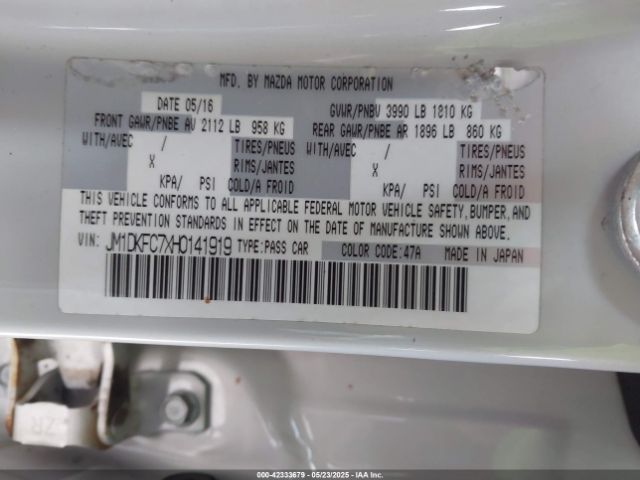 MFD. BY MAZDA MOTOR CORPORATION
DATE 05/16 GVWR/PNBV 3990 LB 1810 KG
FRONT GAWR/PNBE AV 2112 LB 958 KG REAR GAWR/PNBE AR 1896 LB 860 KG
WITH/AVEC / TIRES/PNEUS WITH/AVEC / TIRES/PNEUS
X RIMS/JANTES X RIMS/JANTES
KPA/ PSI COLD/A FROID KPA/ PSI COLD/A FROID
THIS VEHICLE CONFORMS TO ALL APPLICABLE FEDERAL MOTOR VEHICLE SAFETY, BUMPER, AND
THEFT PREVENTION STANDARDS IN EFFECT ON THE DATE OF MANUFACTURE SHOWN ABOVE.
VIN: JM1DKFC7XH0141919 TYPE:PASS CAR COLOR CODE:47A MADE IN JAPAN
ZR
000-42333679 - 05/23/2025 - IAAI.COM